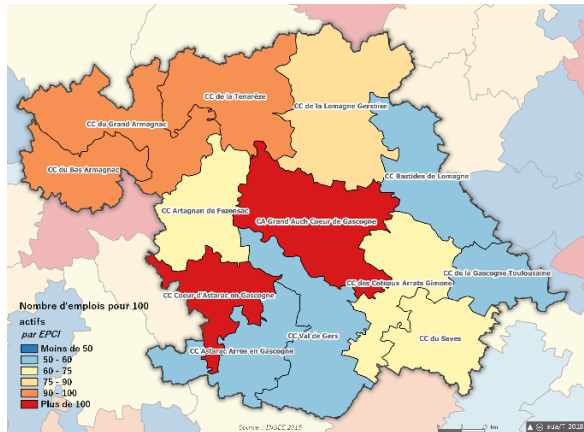 CC de la Ténarèze
CC de la Lomagne Gersoise
CC du Grand Armagnac
CC du Bas Armagnac
CC Bastides de Lomagne
CC Artagnan de Fezensac
CA Grand Auch Coeur de Gascogne
CC de la Gascogne Toulousaine
CC des Coteaux Arrats Gimone
CC Coeur d'Astarac en Gascogne
CC Val de Gers
CC du Saves
CC Astarac Arros en Gascogne
Nombre d'emplois pour 100
actifs
par EPCI
Moins de 50
50 - 60
60 - 75
75 - 90
90 - 100
Plus de 100
Source : INSEE 2015